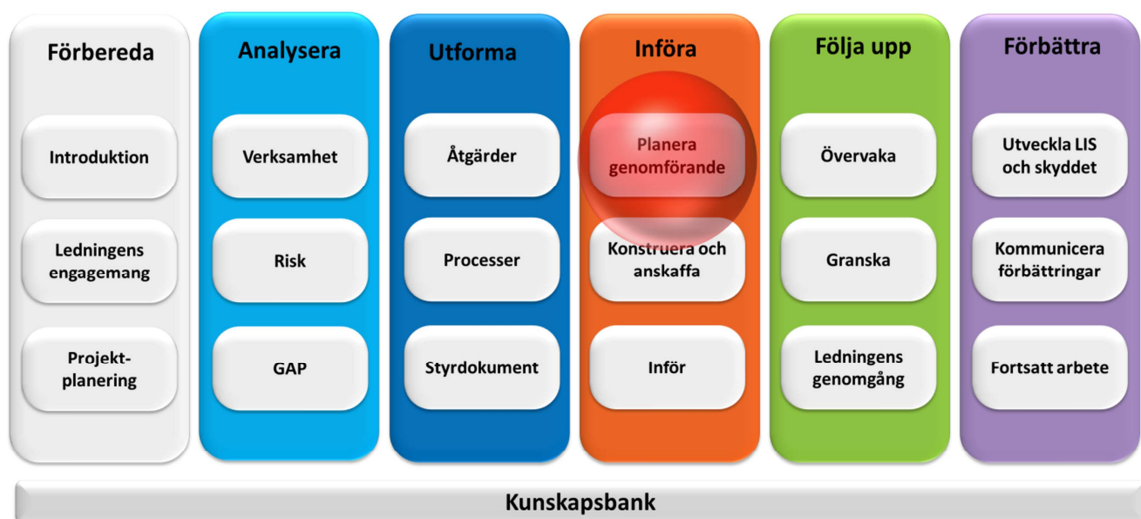 Förbereda
Introduktion
Ledningens
engagemang
Projekt-
planering
Analysera
Verksamhet
Risk
GAP
Utforma
Åtgärder
Processer
Styrdokument
Införa
Planera
genomförande
Konstruera och
anskaffa
Inför
Följa upp
Övervaka
Granska
Ledningens
genomgång
Förbättra
Utveckla LIS
och skyddet
Kommunicera
förbättringar
Fortsatt arbete
Kunskapsbank